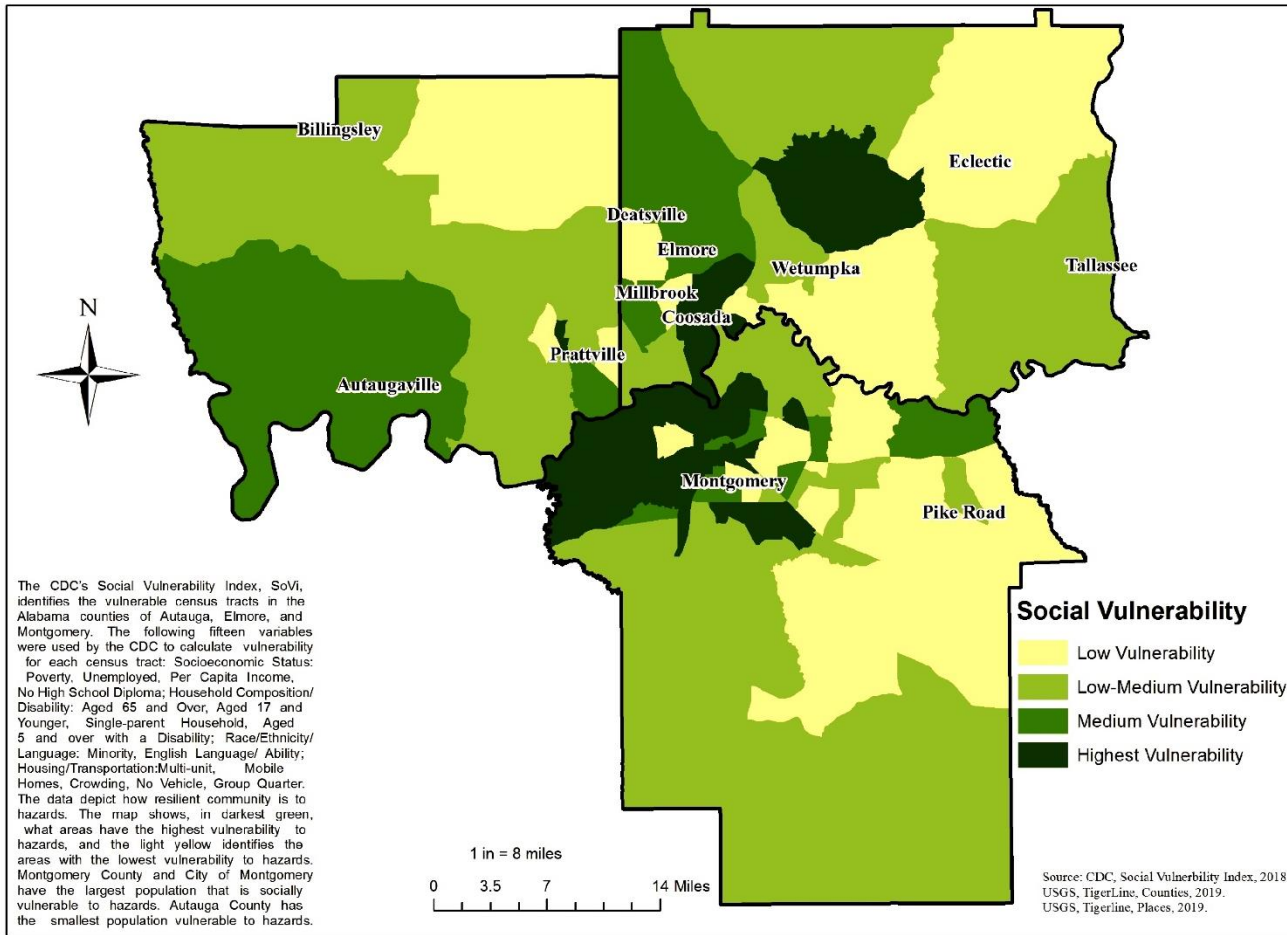 Billingsley
Eclectic
Deatsville
Elmore
Wetumpka
Tallassee
Millbrook
Coosada
N
Prattville
Autaugaville
Montgomery
Pike Road
The CDC's Social Vulnerability Index, SoVi,
identifies the vulnerable census tracts in the
Alabama counties of Autauga, Elmore, and
Montgomery. The following fifteen variables
were used by the CDC to calculate vulnerability
for each census tract: Socioeconomic Status:
Poverty, Unemployed, Per Capita Income,
No High School Diploma; Household Composition/
Disability: Aged 65 and Over, Aged 17 and
Younger, Single-parent Household, Aged
5 and over with a Disability; Race/Ethnicity/
Language: Minority, English Language/ Ability;
Housing/Transportation:Multi-unit, Mobile
Homes, Crowding, No Vehicle, Group Quarter.
The data depict how resilient community is to
hazards. The map shows, in darkest green,
what areas have the highest vulnerability to
hazards, and the light yellow identifies the
areas with the lowest vulnerability to hazards.
Montgomery County and City of Montgomery
have the largest population that is socially
vulnerable to hazards. Autauga County has
the smallest population vulnerable to hazards.
Social Vulnerability
Low Vulnerability
Low-Medium Vulnerability
Medium Vulnerability
Highest Vulnerability
1 in = 8 miles
0 3.5 7 14 Miles
Source: CDC, Social Vulnerbility Index, 2018
USGS, TigerLine, Counties, 2019.
USGS, Tigerline, Places, 2019.